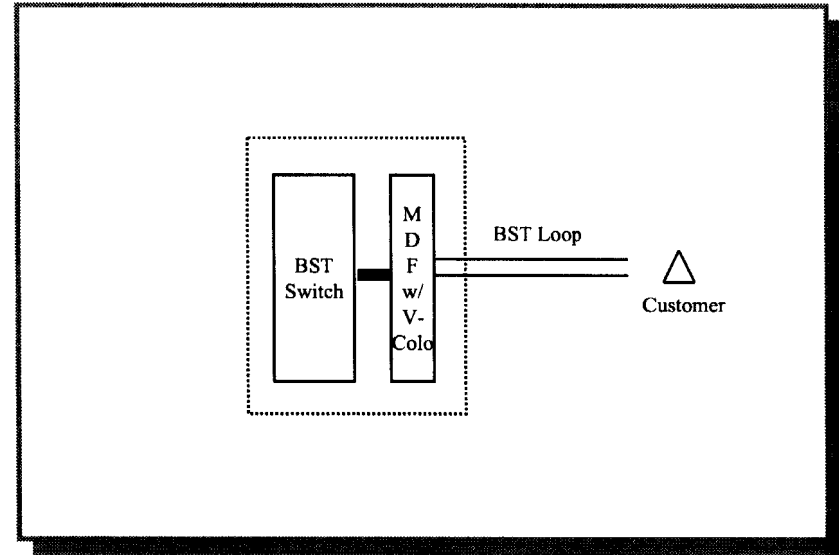 BST
Switch
M
D
F
w/
V-
Colo
BST Loop
Customer